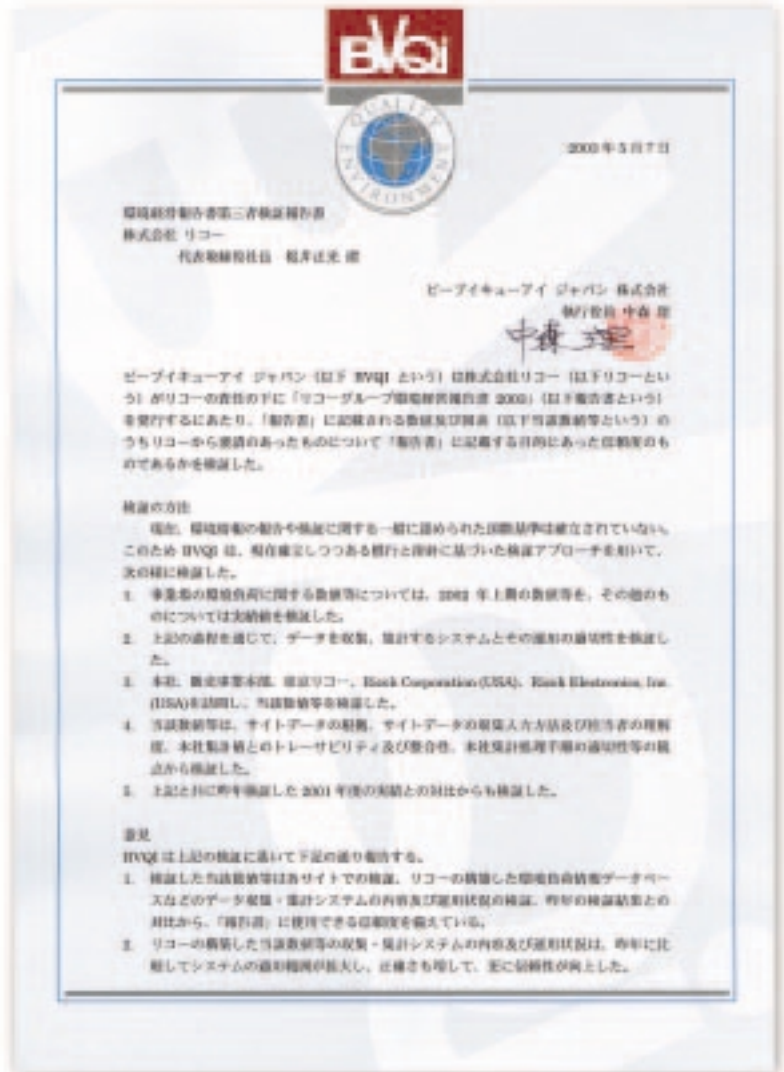 BVQi
QUALITY
ENVIRONMENT
2003 年 5 月 7 日
環境経営報告書第三者検証報告書
株式会社 リコー
代表取締役社長 桜井正光 殿
ビーブイキューアイ ジャパン 株式会社
執行役員 中森
中森
ビーブイキューアイ ジャパン（以下 BVQI という）は株式会社リコー（以下リコーとい
う）がリコーの責任の下に「リコーグループ環境経営報告書 2003」（以下報告書という）
を発行するにあたり、「報告書」に記載される数値及び図表（以下当該数値等という）の
うちリコーから要請のあったものについて「報告書」に記載する目的にあった信頼度のも
のであるかを検証した。
検証の方法
現在、環境情報の報告や検証に関する一般に認められた国際基準は確立されていない。
このため BVQI は、現在確立しつつある慣行と指針に基づいた検証アプローチを用いて、
次の様に検証した。
1. 事業場の環境負荷に関する数値等については、2002 年上期の数値等を、その他のも
のについては実績値を検証した。
2. 上記の過程を通じて、データを収集、集計するシステムとその運用の適切性を検証し
た。
3. 本社、販売事業本部、東京リコー、Ricoh Corporation (USA)、Ricoh Electronics, Inc.
(USA)を訪問し、当該数値等を検証した。
4. 当該数値等は、サイトデータの根拠、サイトデータの収集入力方法及び担当者の理解
度、本社集計値とのトレーサビリティ及び整合性、本社集計処理手順の適切性等の観
点から検証した。
5. 上記と共に昨年検証した 2001 年度の実績との対比からも検証した。
意見
BVQI は上記の検証に基いて下記の通り報告する。
1. 検証した当該数値等は各サイトでの検証、リコーの構築した環境負荷情報データベー
スなどのデータ収集・集計システムの内容及び運用状況の検証、昨年の検証結果との
対比から、「報告書」に使用できる信頼度を備えている。
2. リコーの構築した当該数値等の収集・集計システムの内容及び運用状況は、昨年に比
較してシステムの適用範囲が拡大し、正確さも増して、更に信頼性が向上した。